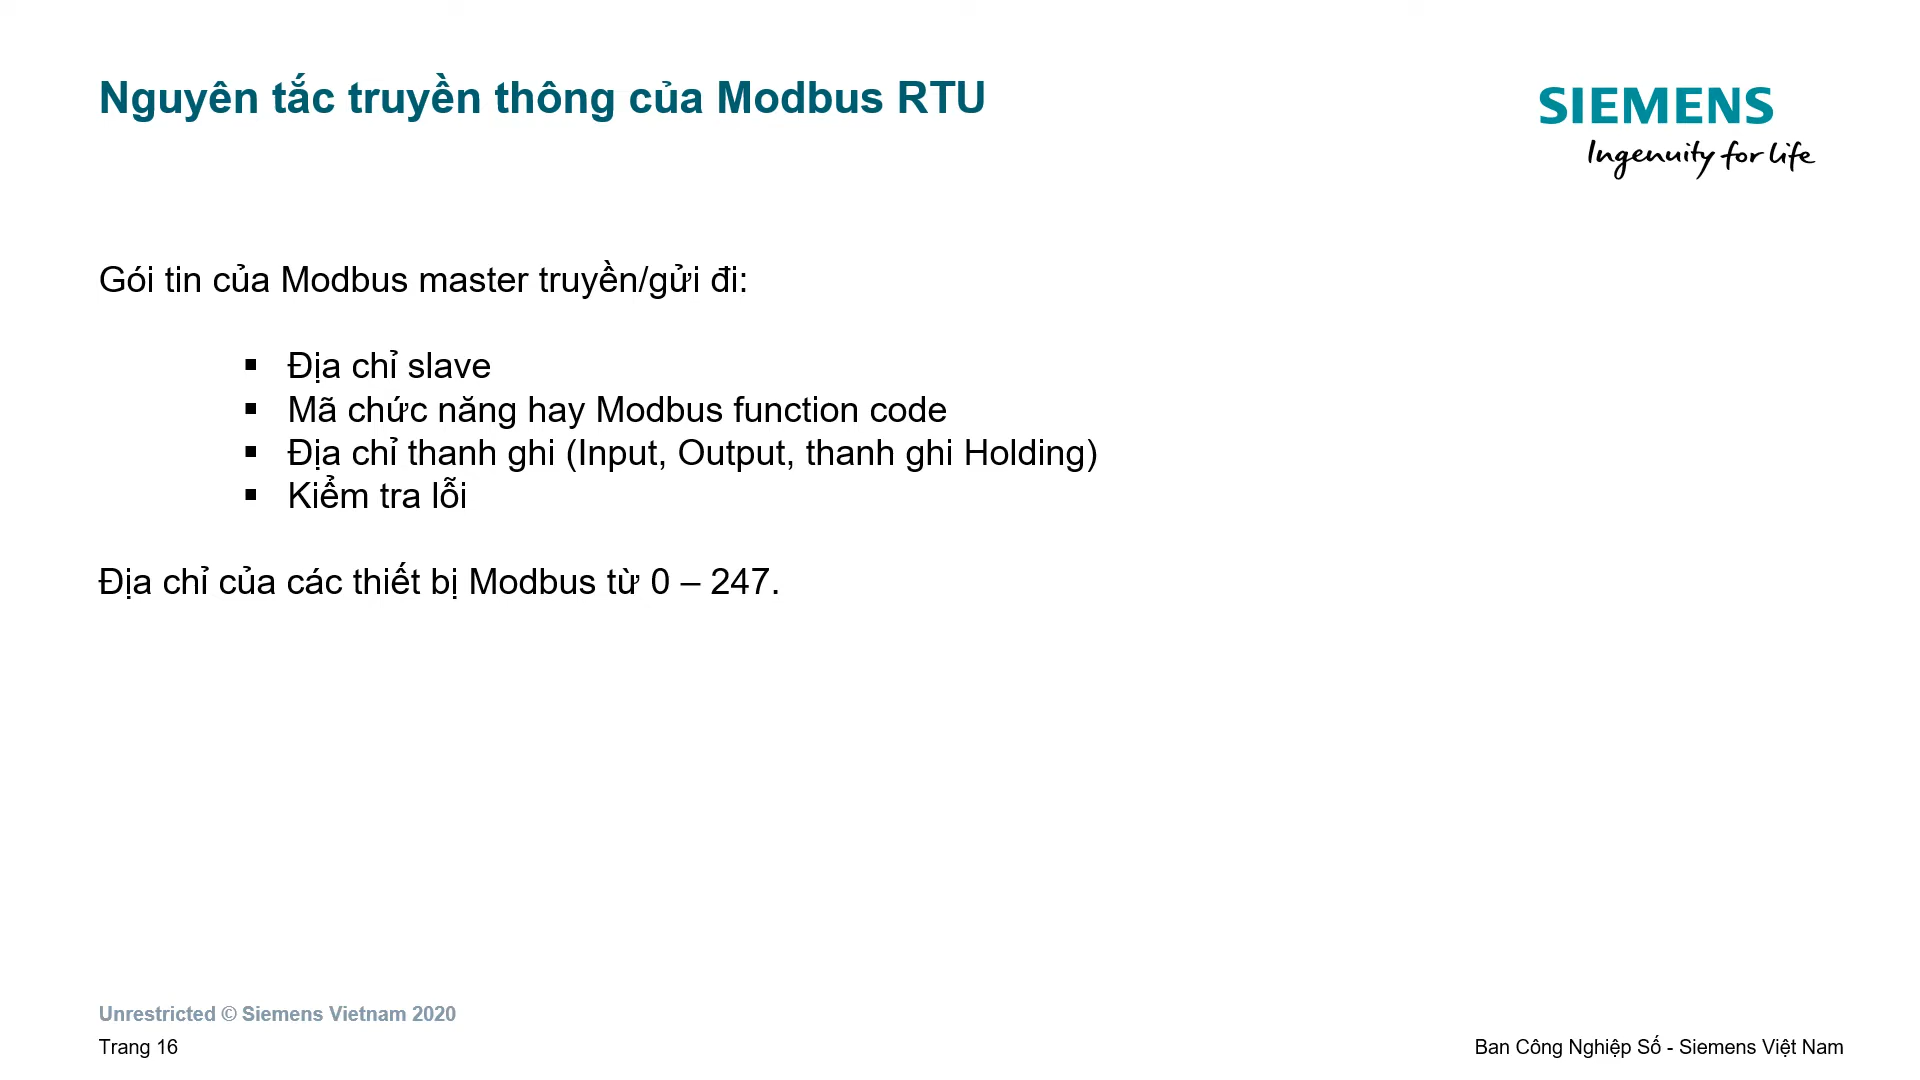 Nguyên tắc truyền thông của Modbus RTU
SIEMENS
Ingenuity for life
Gói tin của Modbus master truyền/gửi đi:
▪ Địa chỉ slave
▪ Mã chức năng hay Modbus function code
▪ Địa chỉ thanh ghi (Input, Output, thanh ghi Holding)
▪ Kiểm tra lỗi
Địa chỉ của các thiết bị Modbus từ 0 – 247.
Unrestricted © Siemens Vietnam 2020
Trang 16
Ban Công Nghiệp Số - Siemens Việt Nam